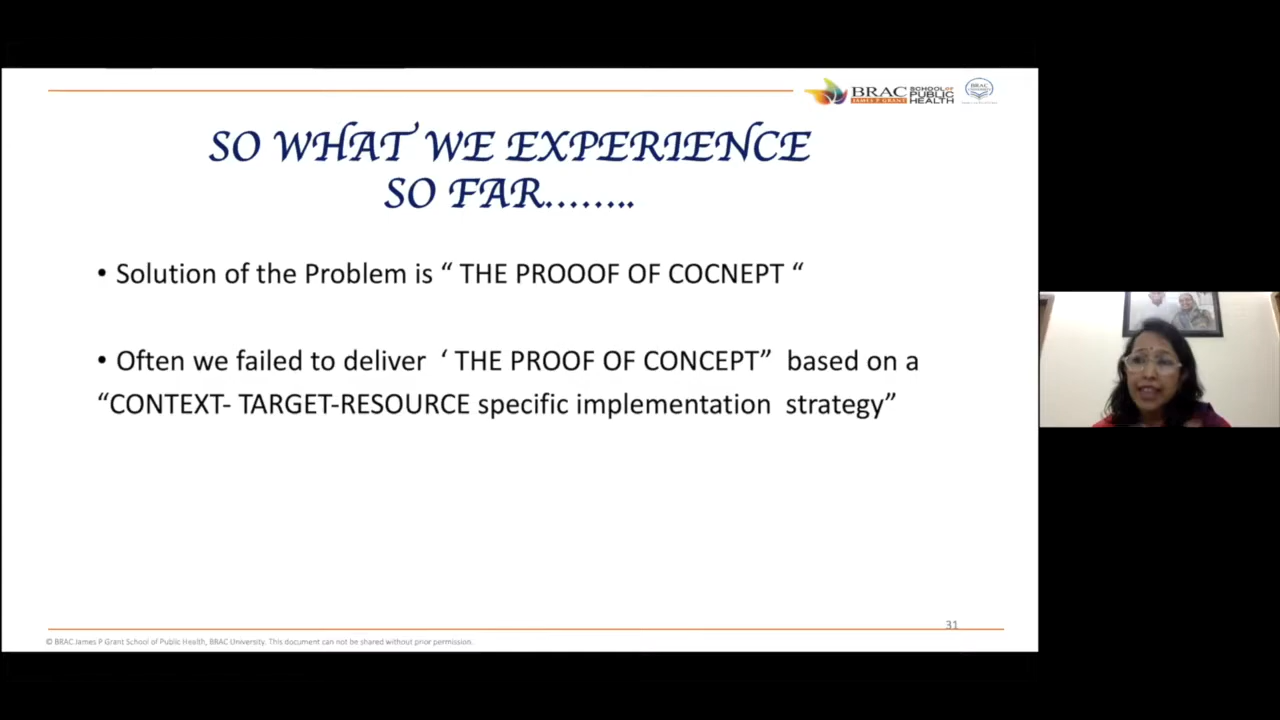 BRAC
JAMES P GRANT
SCHOOL OF
PUBLIC
HEALTH
BRAC
SO WHAT WE EXPERIENCE
SO FAR........
• Solution of the Problem is “ THE PROOOF OF COCNEPT “
• Often we failed to deliver ‘ THE PROOF OF CONCEPT” based on a
“CONTEXT- TARGET-RESOURCE specific implementation strategy”
31
© BRAC James P Grant School of Public Health, BRAC University. This document can not be shared without prior permission.